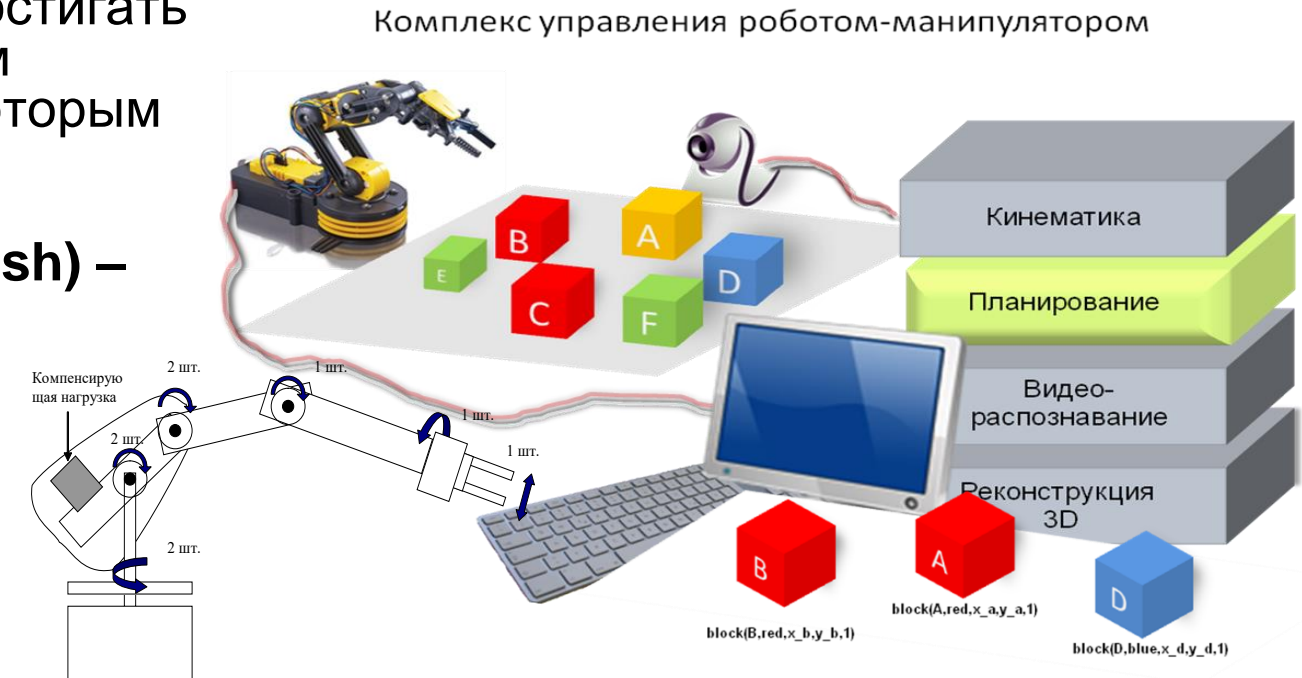 остигать
м
оторым
sh) –
Комплекс управления роботом-манипулятором
B
A
E
D
C
F
Кинематика
Планирование
Видео-
распознавание
Реконструкция
3D
Компенсирую
щая нагрузка
2 шт.
1 шт.
2 шт.
1 шт.
1 шт.
2 шт.
B
A
D
block(B,red,x_b,y_b,1)
block(A,red,x_a,y_a,1)
block(D,blue,x_d,y_d,1)